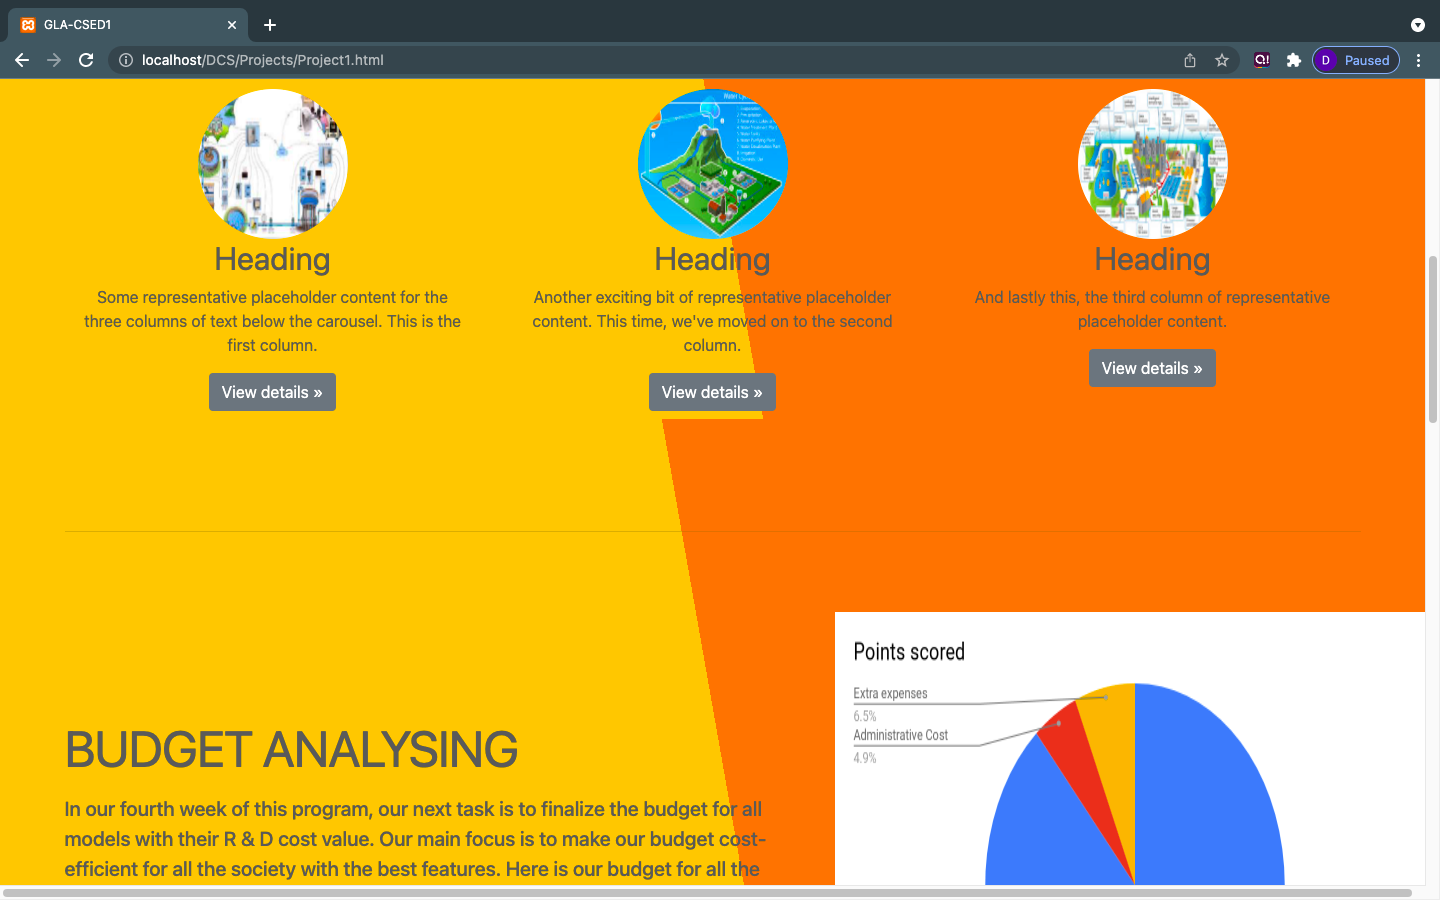 GLA-CSED1
localhost/DCS/Projects/Project1.html
D
Paused
Heading
Some representative placeholder content for the
three columns of text below the carousel. This is the
first column.
View details »
Heading
Another exciting bit of representative placeholder
content. This time, we've moved on to the second
column.
View details »
Heading
And lastly this, the third column of representative
placeholder content.
View details »
BUDGET ANALYSING
In our fourth week of this program, our next task is to finalize the budget for all
models with their R & D cost value. Our main focus is to make our budget cost-
efficient for all the society with the best features. Here is our budget for all the
Points scored
Extra expenses
6.5%
Administrative Cost
4.9%